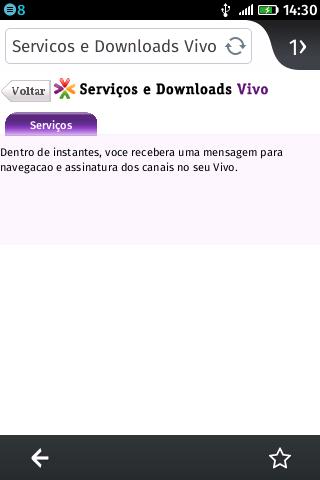 8 14:30
Servicos e Downloads Vivo 1
Voltar Serviços e Downloads Vivo
Serviços
Dentro de instantes, voce recebera uma mensagem para
navegacao e assinatura dos canais no seu Vivo.